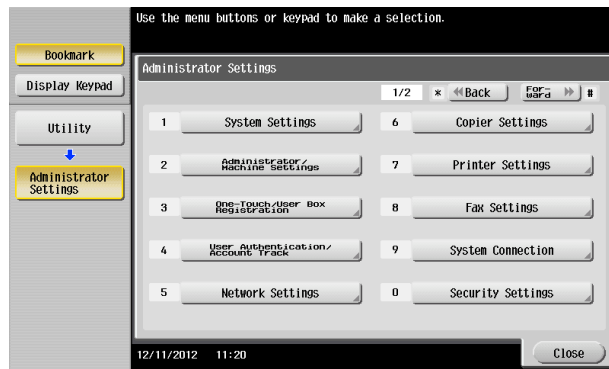 Use the menu buttons or keypad to make a selection.
Bookmark
Display Keypad
Utility
Administrator
Settings
Administrator Settings
1/2 * Back For-
ward #
1 System Settings
2 Administrator/
Machine Settings
3 One-Touch/User Box
Registration
4 User Authentication/
Account Track
5 Network Settings
6 Copier Settings
7 Printer Settings
8 Fax Settings
9 System Connection
0 Security Settings
12/11/2012 11:20
Close